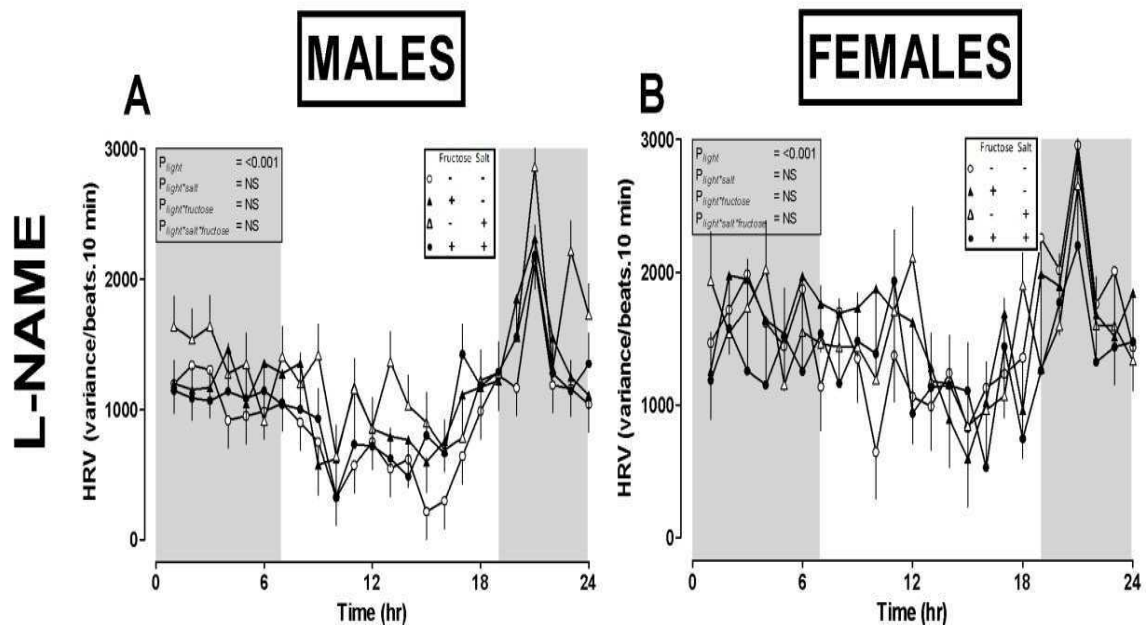 MALES
FEMALES
L-NAME
A
HRV (variance/beats.10 min)
3000
2000
1000
0
P light = <0.001
P light*salt = NS
P light*fructose = NS
P light*salt*fructose = NS
Fructose Salt
- -
+ -
- +
+ +
0 6 12 18 24
Time (hr)
B
HRV (variance/beats.10 min)
3000
2000
1000
0
P light = <0.001
P light*salt = NS
P light*fructose = NS
P light*salt*fructose = NS
Fructose Salt
- -
+ -
- +
+ +
0 6 12 18 24
Time (hr)